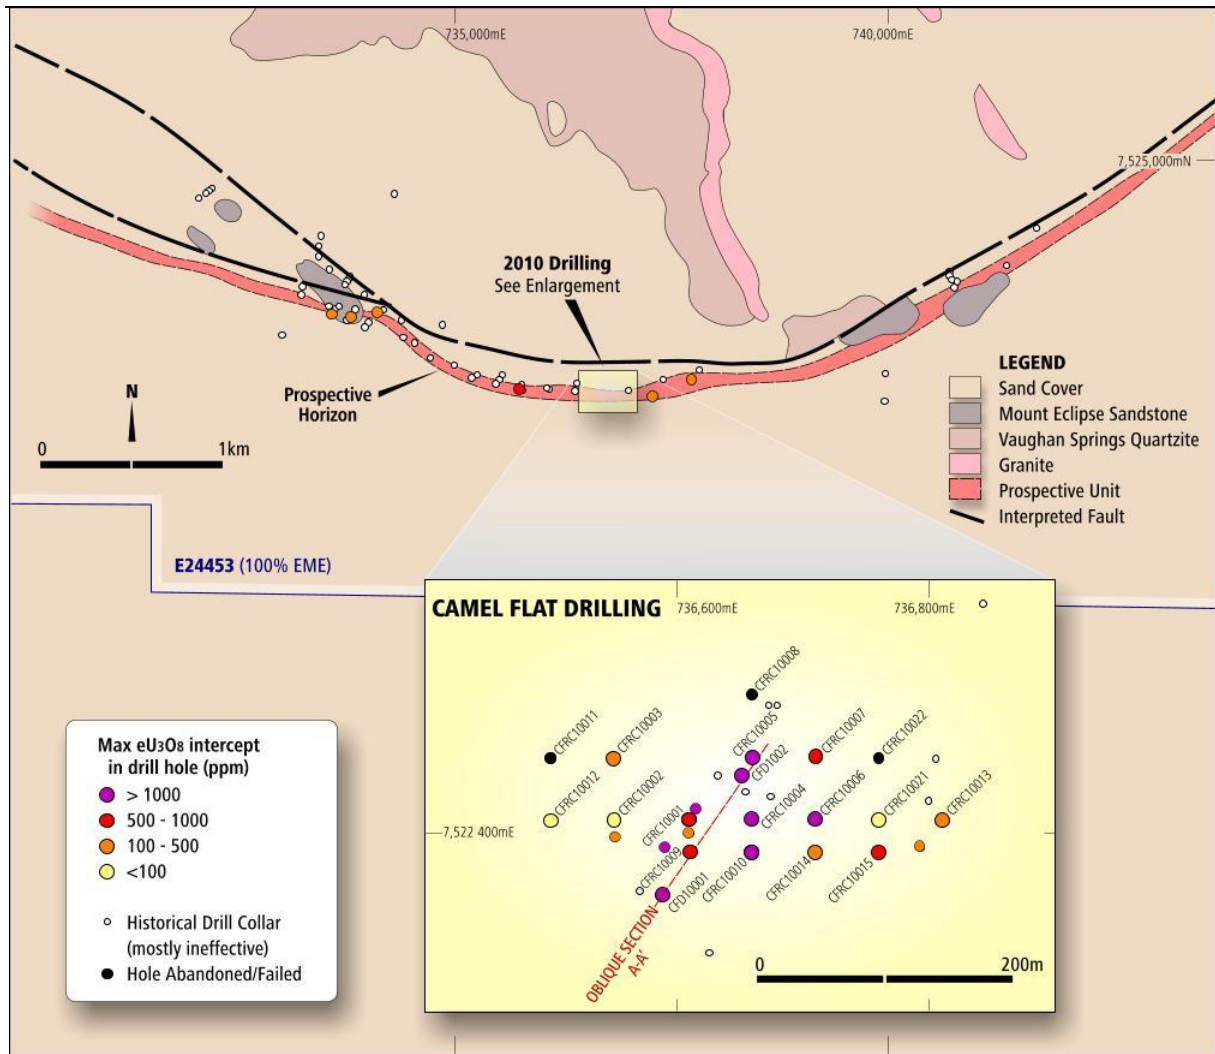 735,000mE
740,000mE
7,525,000mN
2010 Drilling
See Enlargement
Prospective
Horizon
N
0
1km
LEGEND
Sand Cover
Mount Eclipse Sandstone
Vaughan Springs Quartzite
Granite
Prospective Unit
Interpreted Fault
E24453 (100% EME)
CAMEL FLAT DRILLING
736,600mE
736,800mE
CFRC10008
CFRC10011
CFRC10003
CFRC10005
CFD1002
CFRC10007
CFRC10022
CFRC10012
CFRC10002
CFRC10001
CFRC10004
CFRC10006
CFRC10021
CFRC10013
7,522 400mE
CFRC10009
CFD10001
CFRC10010
CFRC10014
CFRC10015
OBLIQUE SECTION
A-A'
0
200m
Max eU3O8 intercept
in drill hole (ppm)
> 1000
500 - 1000
100 - 500
<100
Historical Drill Collar
(mostly ineffective)
Hole Abandoned/Failed